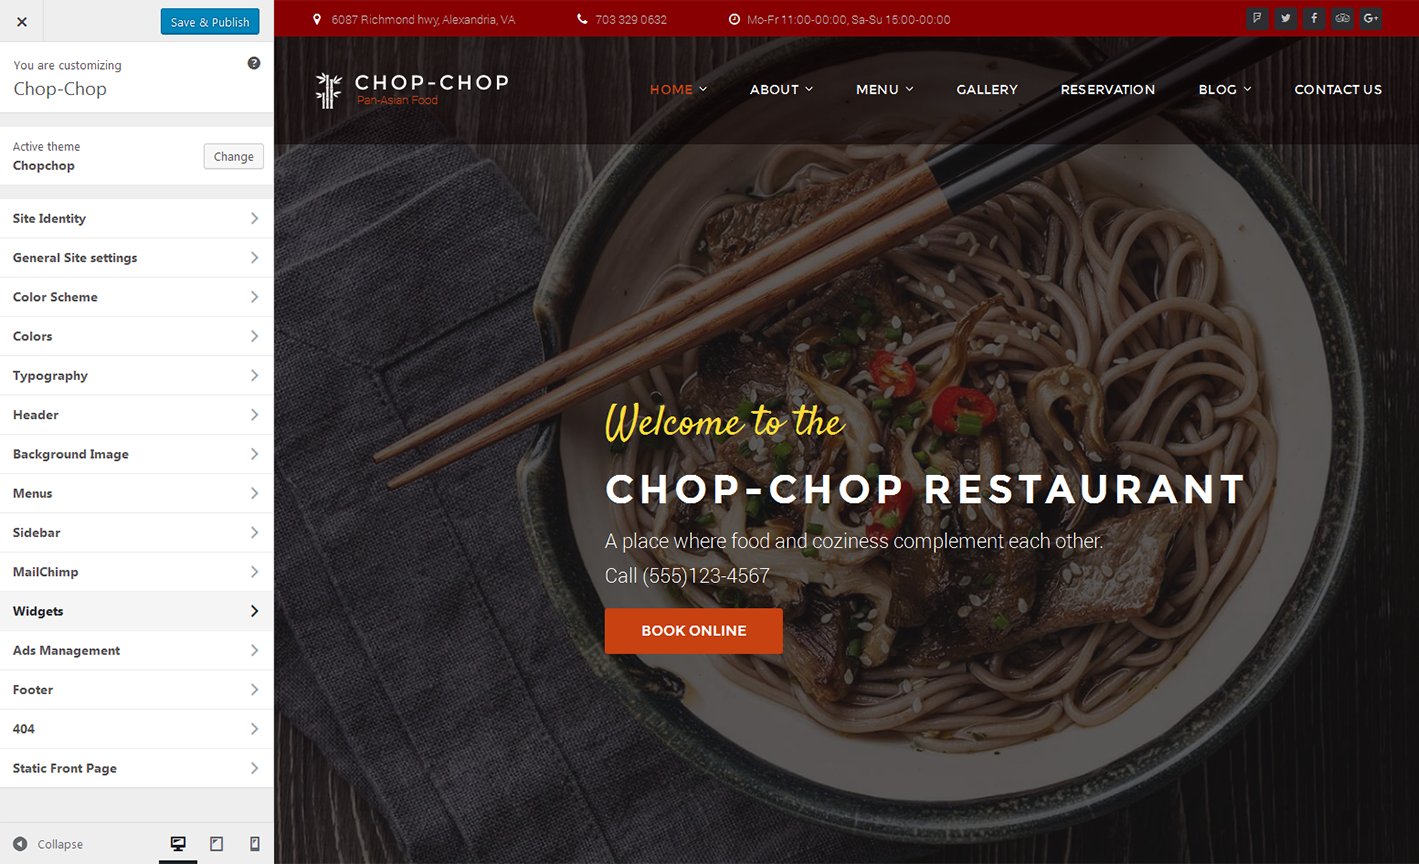 Save & Publish
You are customizing
Chop-Chop
Active theme
Chopchop
Change
Site Identity
General Site settings
Color Scheme
Colors
Typography
Header
Background Image
Menus
Sidebar
MailChimp
Widgets
Ads Management
Footer
404
Static Front Page
Collapse
6087 Richmond hwy, Alexandria, VA 703 329 0632 Mo-Fr 11:00-00:00, Sa-Su 15:00-00:00
CHOP-CHOP
Pan-Asian Food
HOME ABOUT MENU GALLERY RESERVATION BLOG CONTACT US
Welcome to the
CHOP-CHOP RESTAURANT
A place where food and coziness complement each other.
Call (555)123-4567
BOOK ONLINE